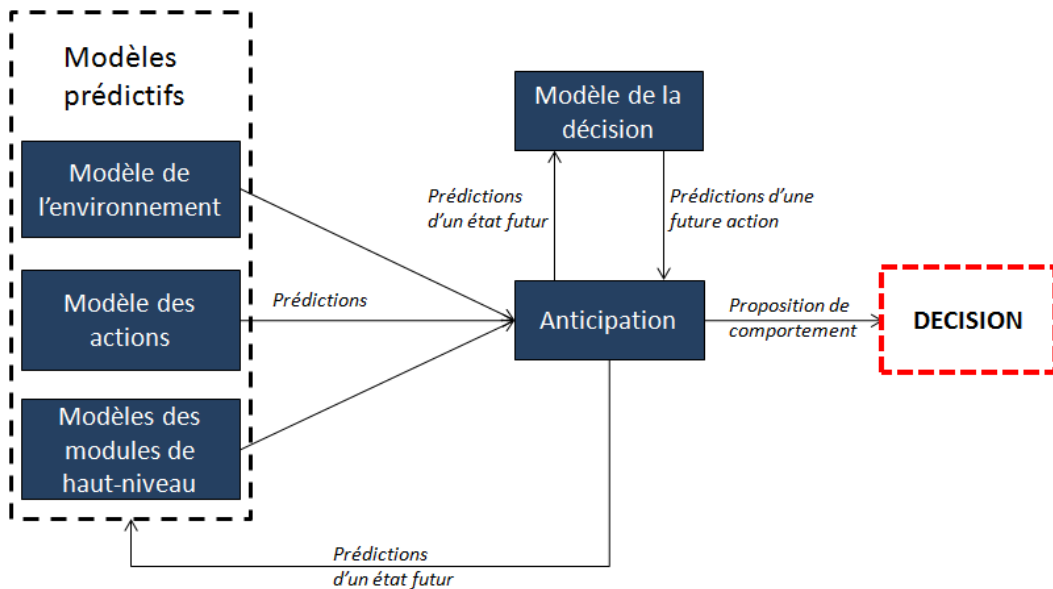 Modèles
prédictifs
Modèle de
l'environnement
Modèle des
actions
Modèles des
modules de
haut-niveau
Prédictions
Modèle de la
décision
Prédictions
d'un état futur
Prédictions d'une
future action
Anticipation
Proposition de
comportement
DECISION
Prédictions
d'un état futur